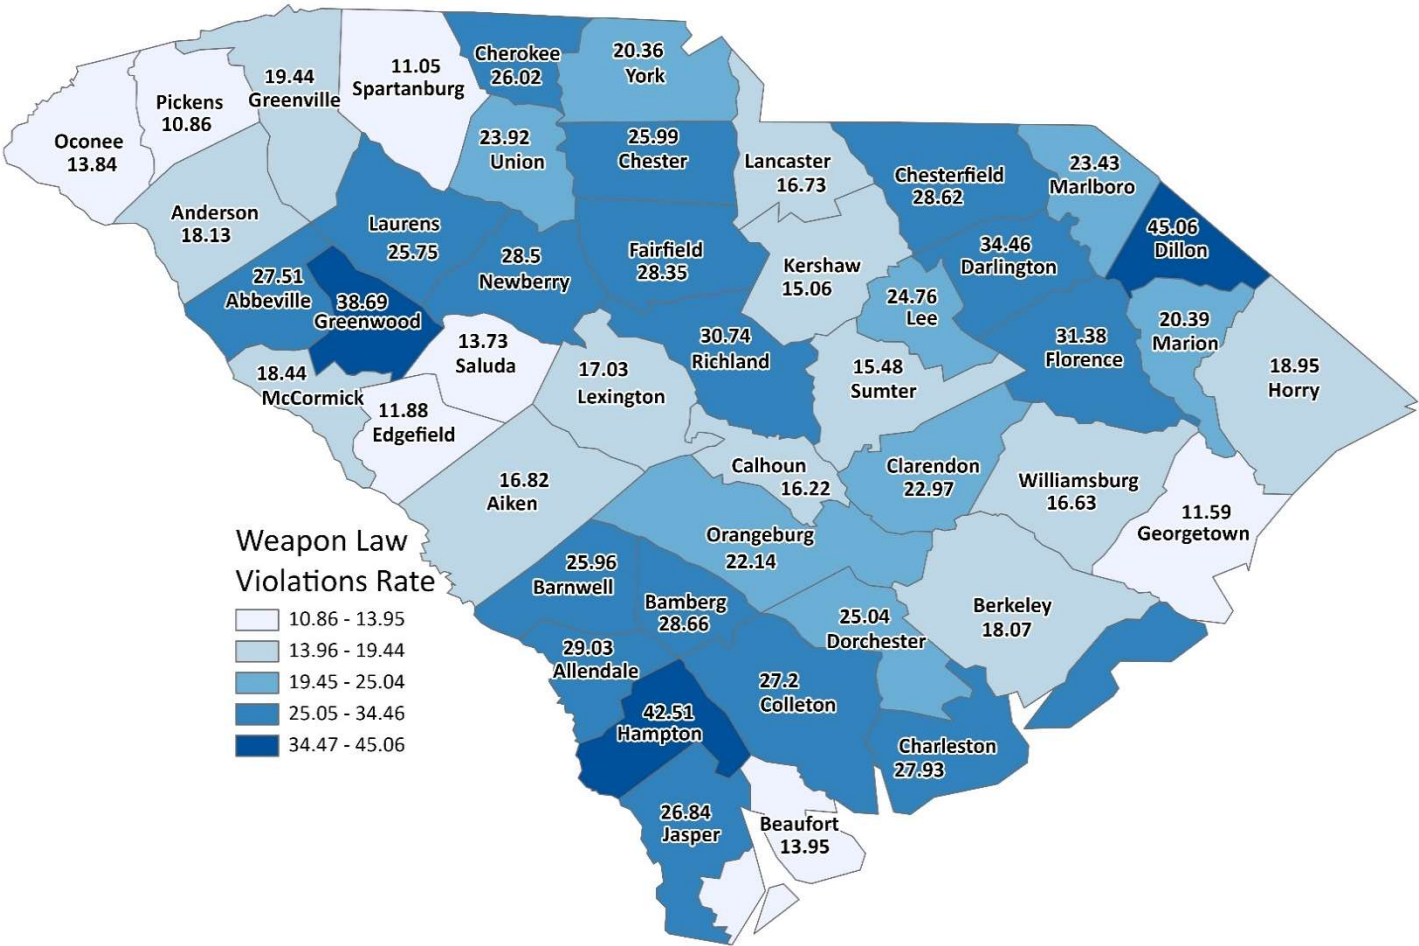 19.44
Greenville
11.05
Spartanburg
Cherokee
26.02
20.36
York
Pickens
10.86
Oconee
13.84
23.92
Union
25.99
Chester
Lancaster
16.73
Chesterfield
28.62
23.43
Marlboro
Anderson
18.13
Laurens
25.75
28.5
Newberry
Fairfield
28.35
Kershaw
15.06
34.46
Darlington
45.06
Dillon
27.51
Abbeville
38.69
Greenwood
24.76
Lee
20.39
Marion
13.73
Saluda
30.74
Richland
31.38
Florence
18.44
McCormick
17.03
Lexington
15.48
Sumter
18.95
Horry
11.88
Edgefield
16.82
Aiken
Calhoun
16.22
Clarendon
22.97
Williamsburg
16.63
11.59
Georgetown
Orangeburg
22.14
25.96
Barnwell
Bamberg
28.66
25.04
Dorchester
Berkeley
18.07
29.03
Allendale
42.51
Hampton
27.2
Colleton
Charleston
27.93
26.84
Jasper
Beaufort
13.95
Weapon Law
Violations Rate
10.86 - 13.95
13.96 - 19.44
19.45 - 25.04
25.05 - 34.46
34.47 - 45.06